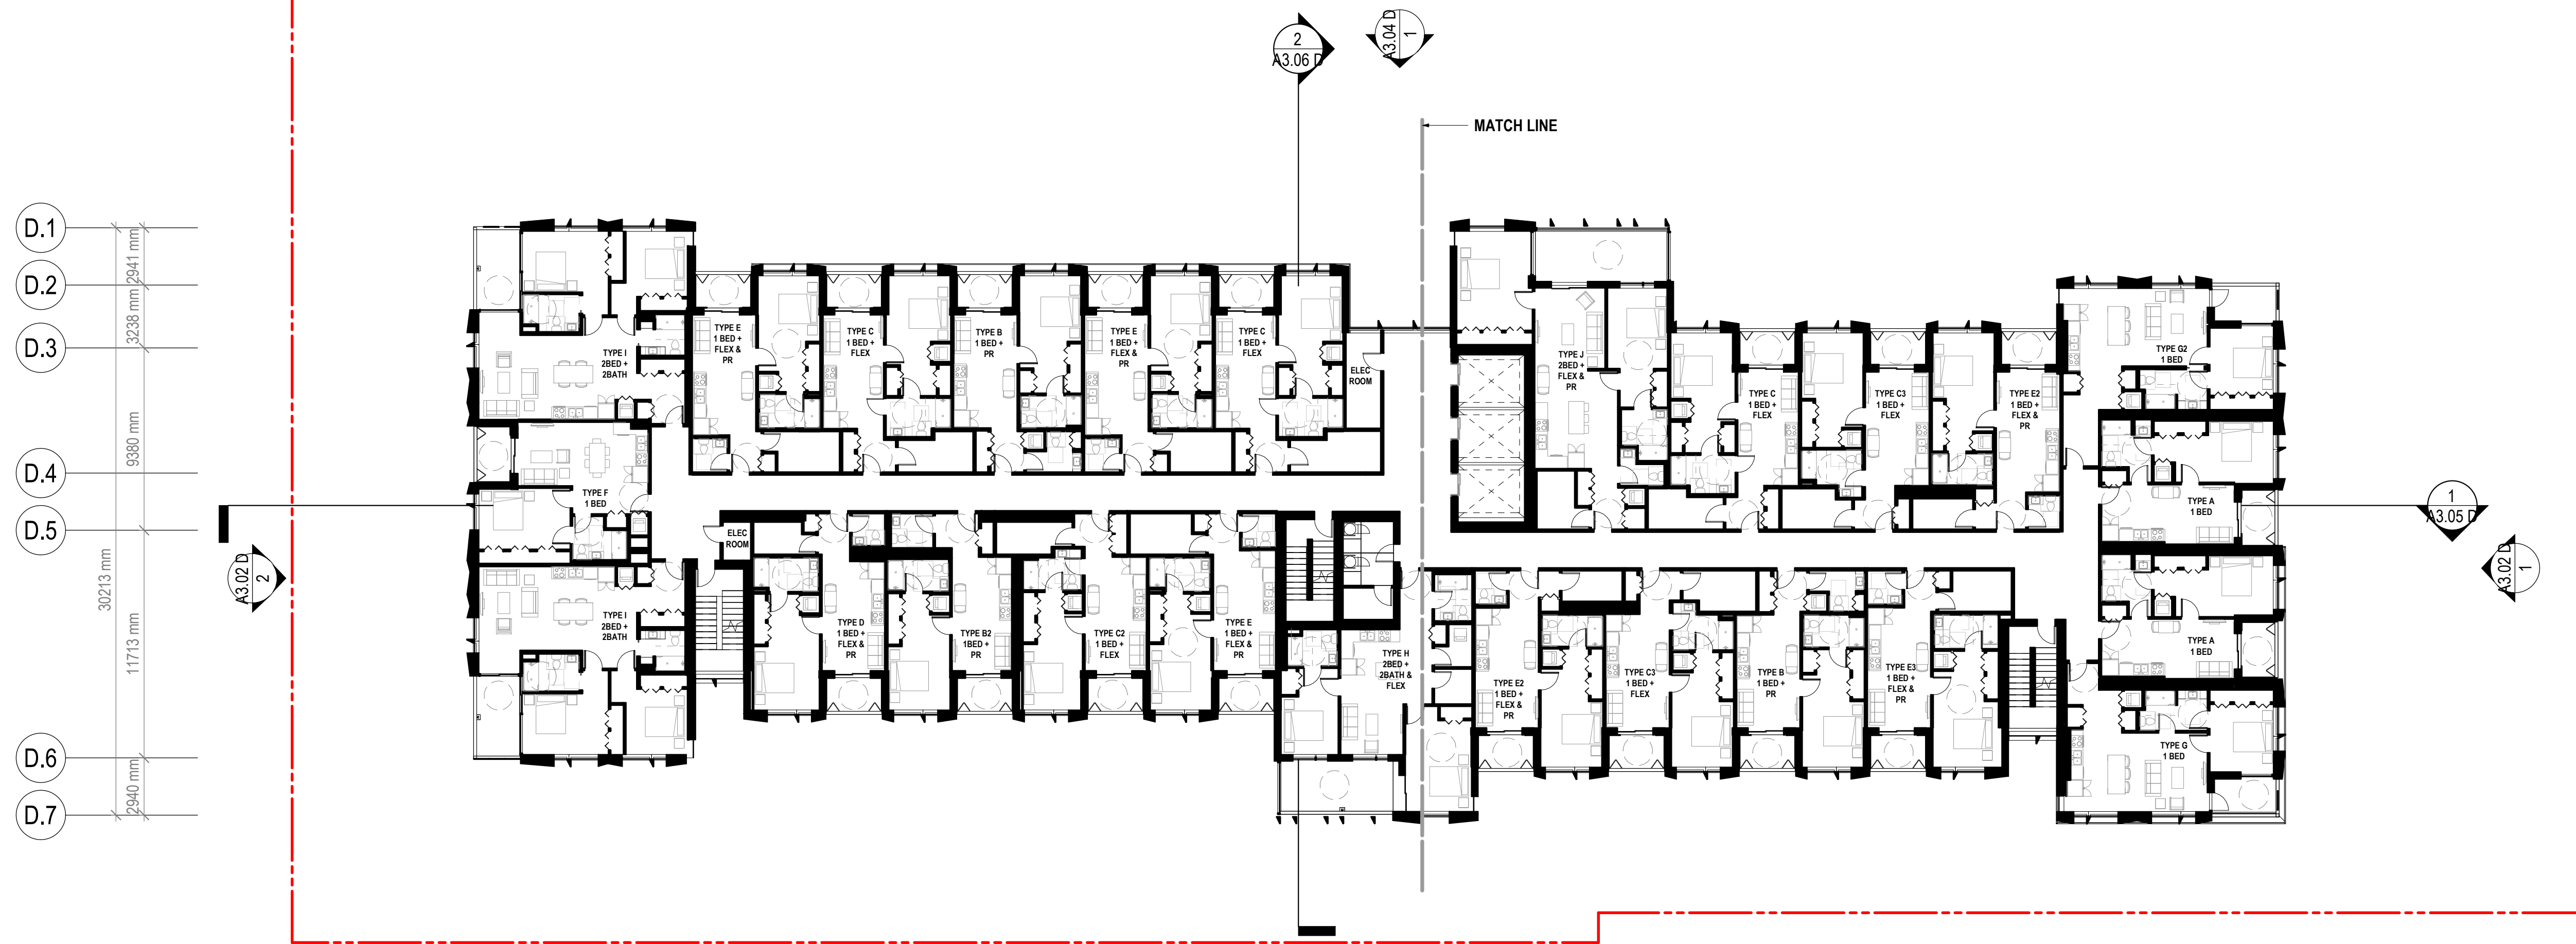 2
A3.06 D
A3.04 D
1
MATCH LINE
D.1
D.2
D.3
D.4
D.5
D.6
D.7
2941 mm
3238 mm
9380 mm
30213 mm
11713 mm
2940 mm
A3.02 D
2
1
A3.05 D
A3.02 D
1
TYPE I
2BED +
2BATH
TYPE E
1 BED +
FLEX &
PR
TYPE C
1 BED +
FLEX
TYPE B
1 BED +
PR
TYPE E
1 BED +
FLEX &
PR
TYPE C
1 BED +
FLEX
ELEC
ROOM
TYPE J
2BED +
FLEX &
PR
TYPE C
1 BED +
FLEX
TYPE C3
1 BED +
FLEX
TYPE E2
1 BED +
FLEX &
PR
TYPE G2
1 BED
TYPE F
1 BED
TYPE A
1 BED
ELEC
ROOM
TYPE I
2BED +
2BATH
TYPE D
1 BED +
FLEX &
PR
TYPE B2
1BED +
PR
TYPE C2
1 BED +
FLEX
TYPE E
1 BED +
FLEX &
PR
TYPE H
2BED +
2BATH &
FLEX
TYPE E2
1 BED +
FLEX &
PR
TYPE C3
1 BED +
FLEX
TYPE B
1 BED +
PR
TYPE E3
1 BED +
FLEX &
PR
TYPE A
1 BED
TYPE G
1 BED